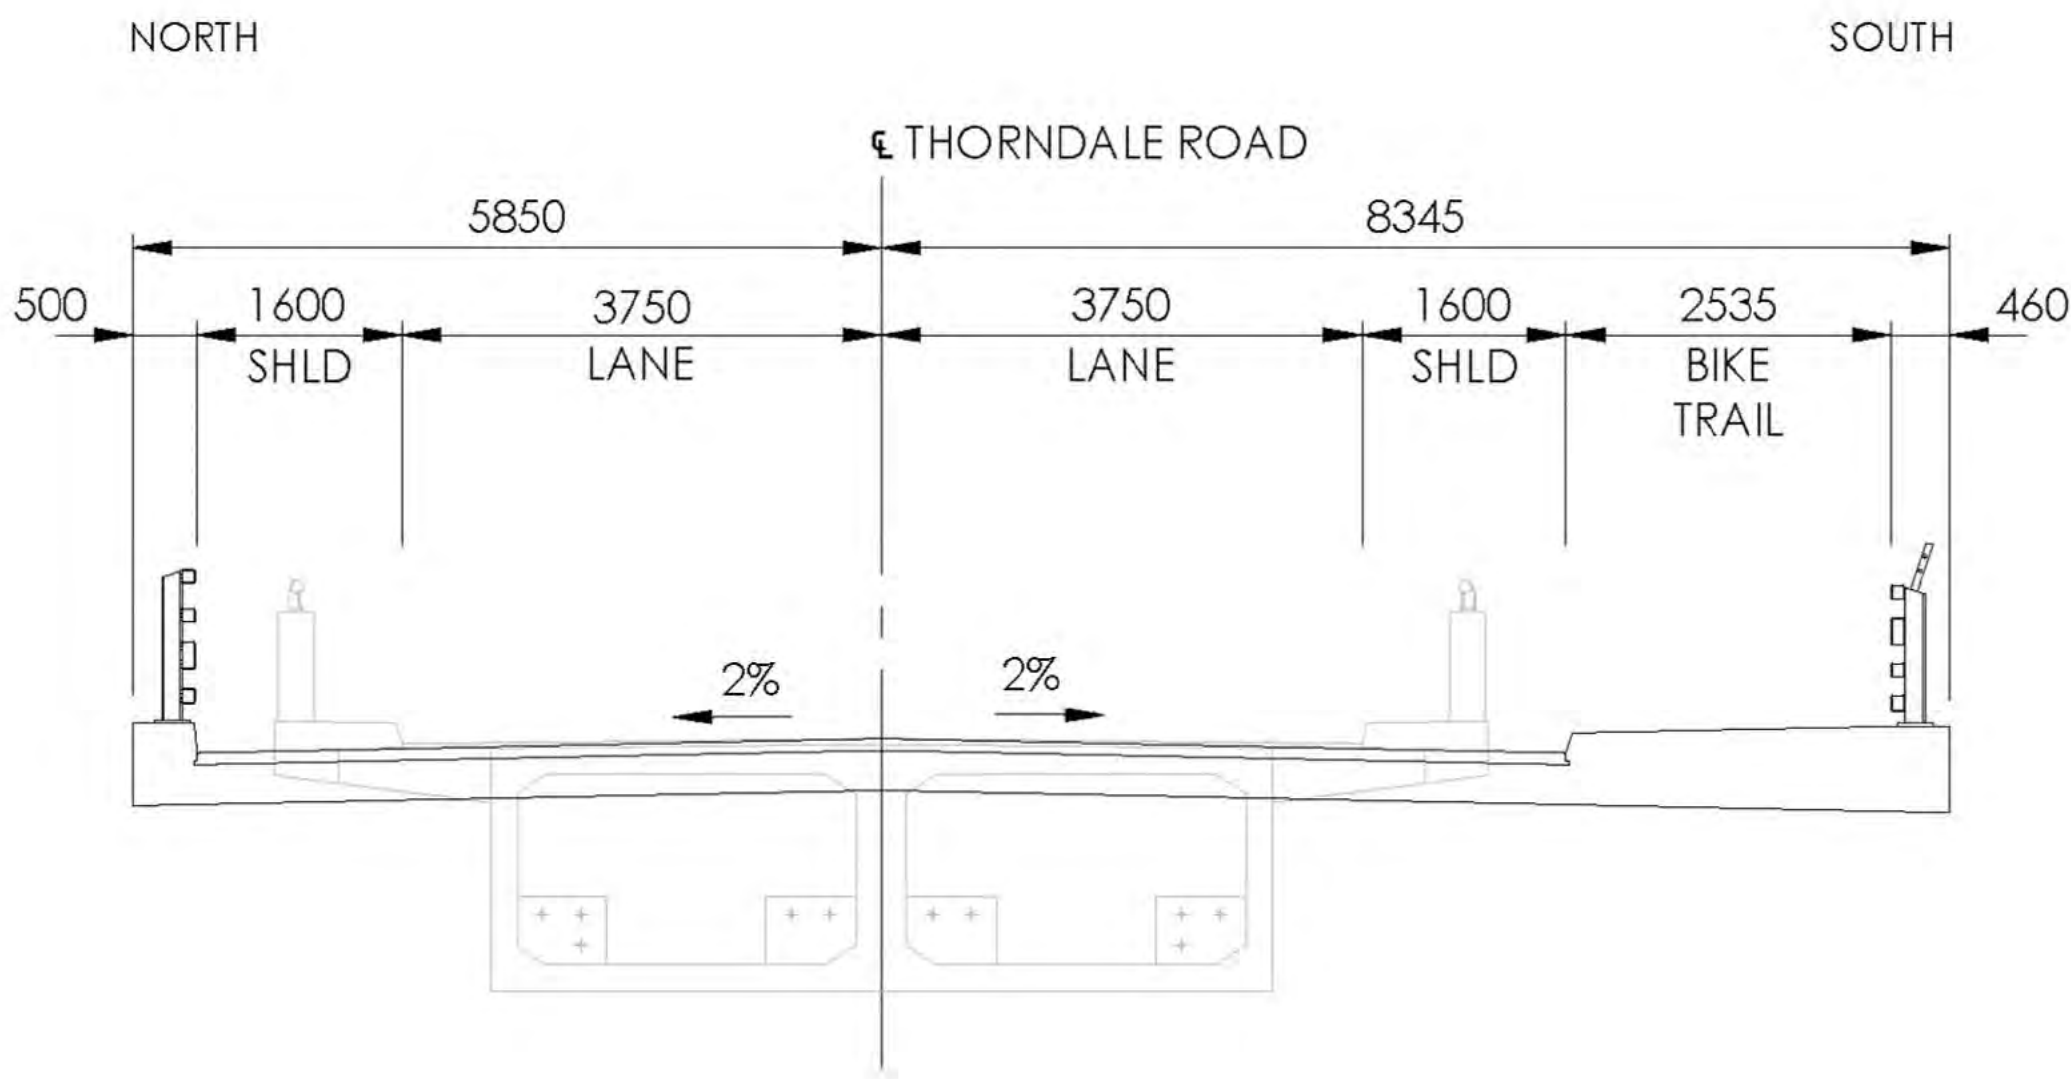 NORTH
SOUTH
℄ THORNDALE ROAD
5850
8345
500
1600
3750
3750
1600
2535
460
SHLD
LANE
LANE
SHLD
BIKE
TRAIL
2%
2%